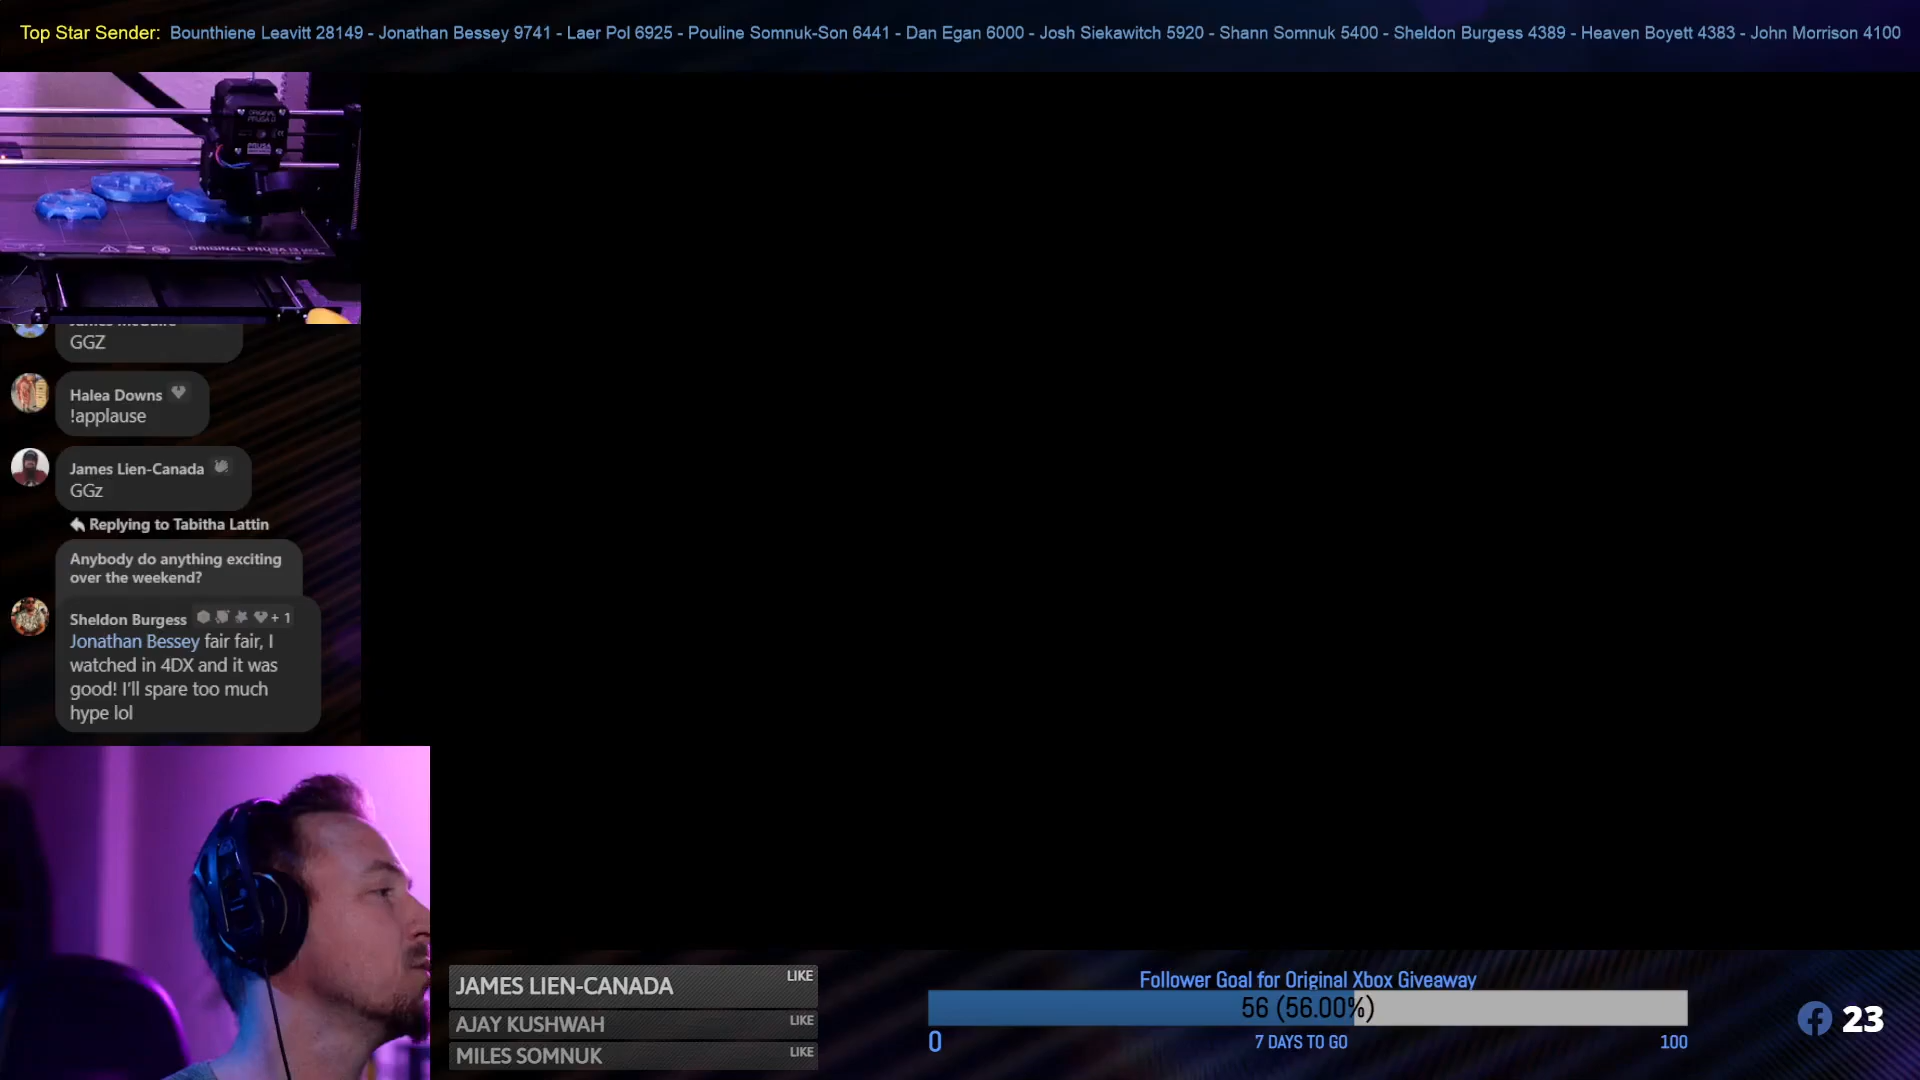 Top Star Sender: Bounthiene Leavitt 28149 - Jonathan Bessey 9741 - Laer Pol 6925 - Pouline Somnuk-Son 6441 - Dan Egan 6000 - Josh Siekawitch 5920 - Shann Somnuk 5400 - Sheldon Burgess 4389 - Heaven Boyett 4383 - John Morrison 4100
ORIGINAL PRUSA
GGZ
Halea Downs
!applause
James Lien-Canada
GGz
Replying to Tabitha Lattin
Anybody do anything exciting
over the weekend?
Sheldon Burgess + 1
Jonathan Bessey fair fair, I
watched in 4DX and it was
good! I'll spare too much
hype lol
JAMES LIEN-CANADA LIKE
AJAY KUSHWAH LIKE
MILES SOMNUK LIKE
Follower Goal for Original Xbox Giveaway
56 (56.00%)
0 7 DAYS TO GO 100
23